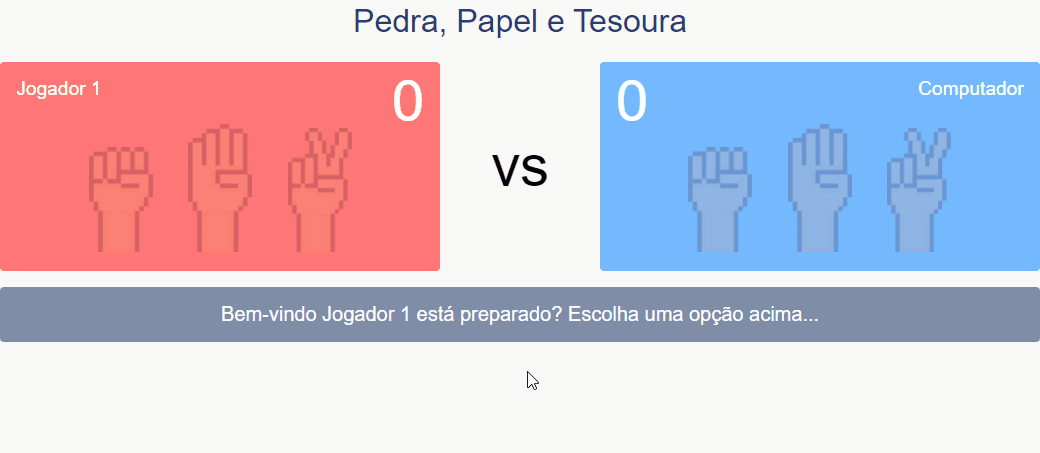 Pedra, Papel e Tesoura
Jogador 1
0
vs
0
Computador
Bem-vindo Jogador 1 está preparado? Escolha uma opção acima...